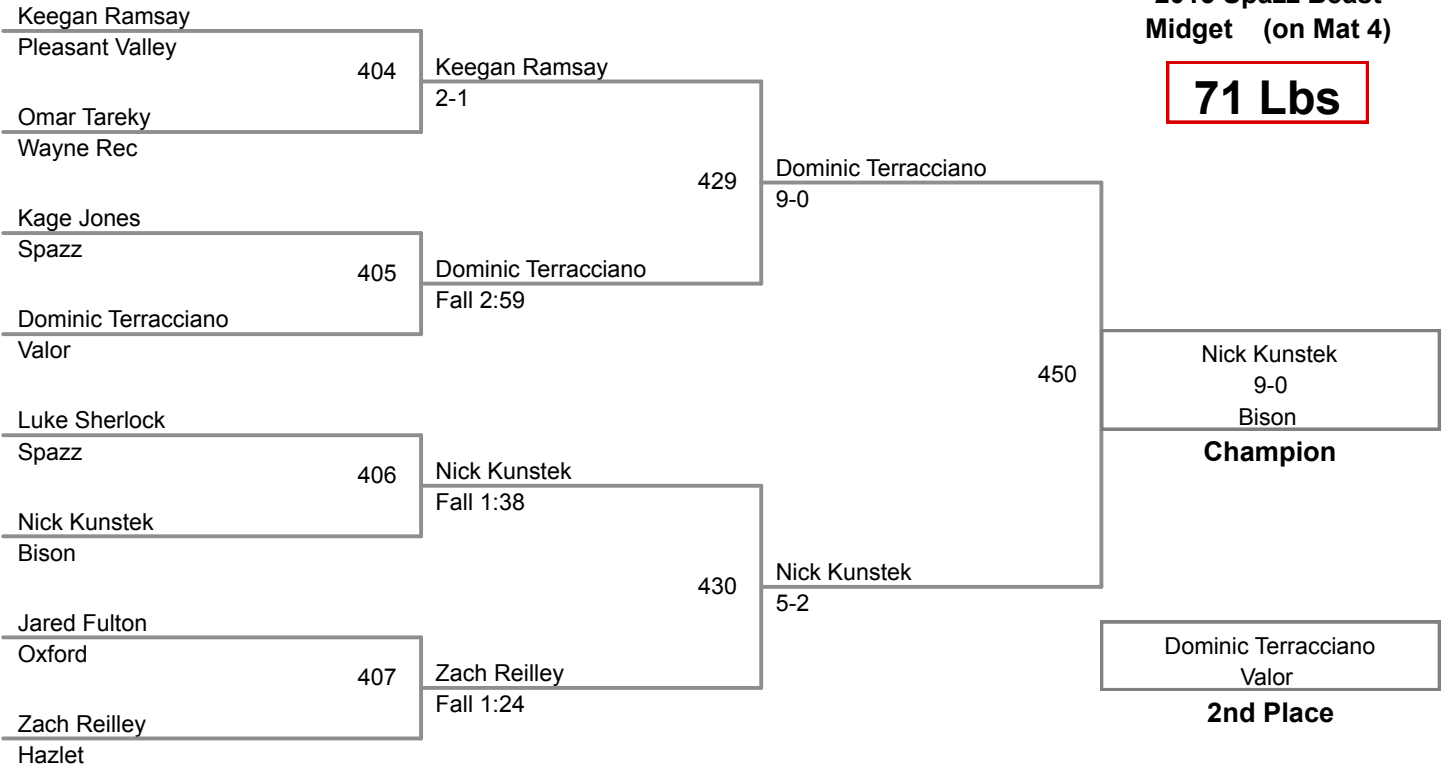 Midget (on Mat 4)
71 Lbs
Keegan Ramsay
Pleasant Valley
404
Omar Tareky
Wayne Rec
Keegan Ramsay
2-1
Kage Jones
Spazz
405
Dominic Terracciano
Valor
Dominic Terracciano
Fall 2:59
429
Dominic Terracciano
9-0
Luke Sherlock
Spazz
406
Nick Kunstek
Bison
Nick Kunstek
Fall 1:38
Jared Fulton
Oxford
407
Zach Reilley
Hazlet
Zach Reilley
Fall 1:24
430
Nick Kunstek
5-2
450
Nick Kunstek
9-0
Bison
Champion
Dominic Terracciano
Valor
2nd Place